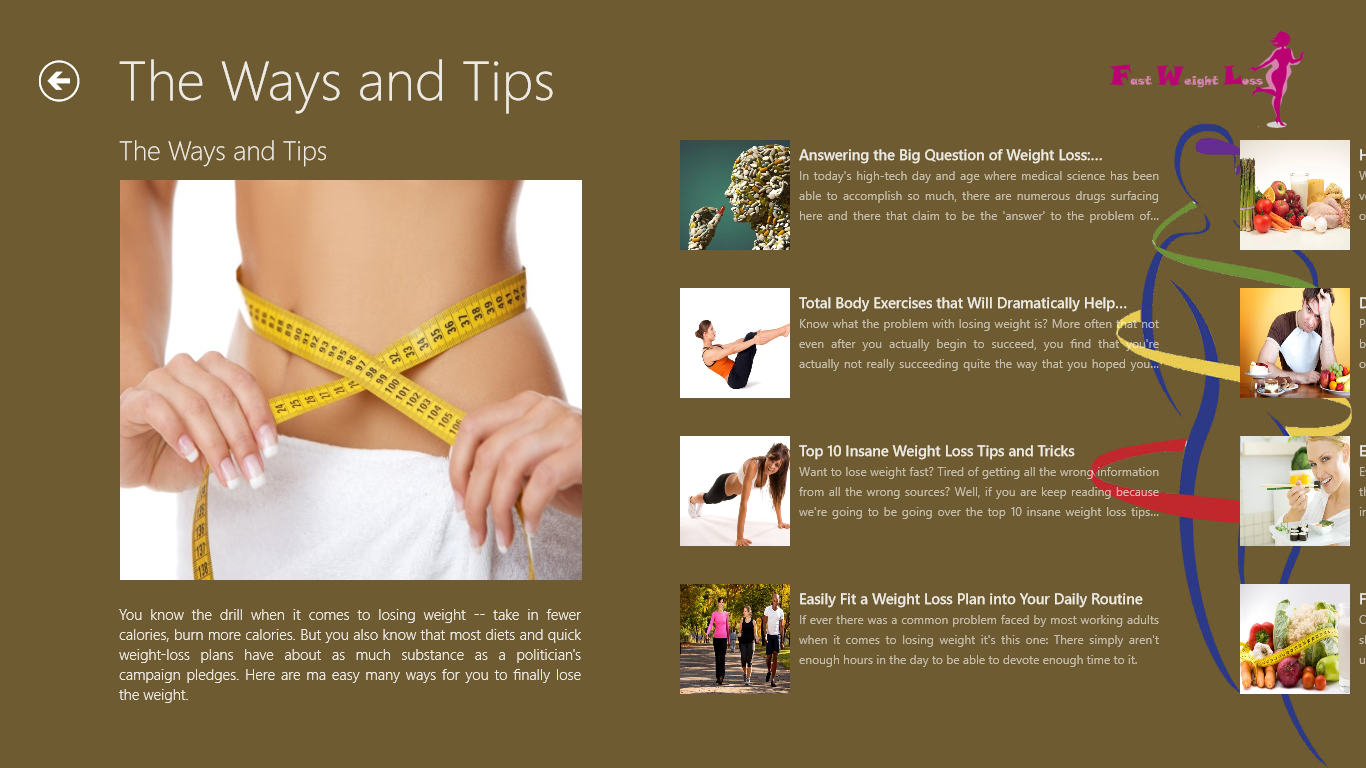 The Ways and Tips
Fast Weight Loss
The Ways and Tips
You know the drill when it comes to losing weight -- take in fewer
calories, burn more calories. But you also know that most diets and quick
weight-loss plans have about as much substance as a politician's
campaign pledges. Here are ma easy many ways for you to finally lose
the weight.
Answering the Big Question of Weight Loss:...
In today's high-tech day and age where medical science has been
able to accomplish so much, there are numerous drugs surfacing
here and there that claim to be the 'answer' to the problem of...
Total Body Exercises that Will Dramatically Help...
Know what the problem with losing weight is? More often that not
even after you actually begin to succeed, you find that you're
actually not really succeeding quite the way that you hoped you...
Top 10 Insane Weight Loss Tips and Tricks
Want to lose weight fast? Tired of getting all the wrong information
from all the wrong sources? Well, if you are keep reading because
we're going to be going over the top 10 insane weight loss tips...
Easily Fit a Weight Loss Plan into Your Daily Routine
If ever there was a common problem faced by most working adults
when it comes to losing weight it's this one: There simply aren't
enough hours in the day to be able to devote enough time to it.